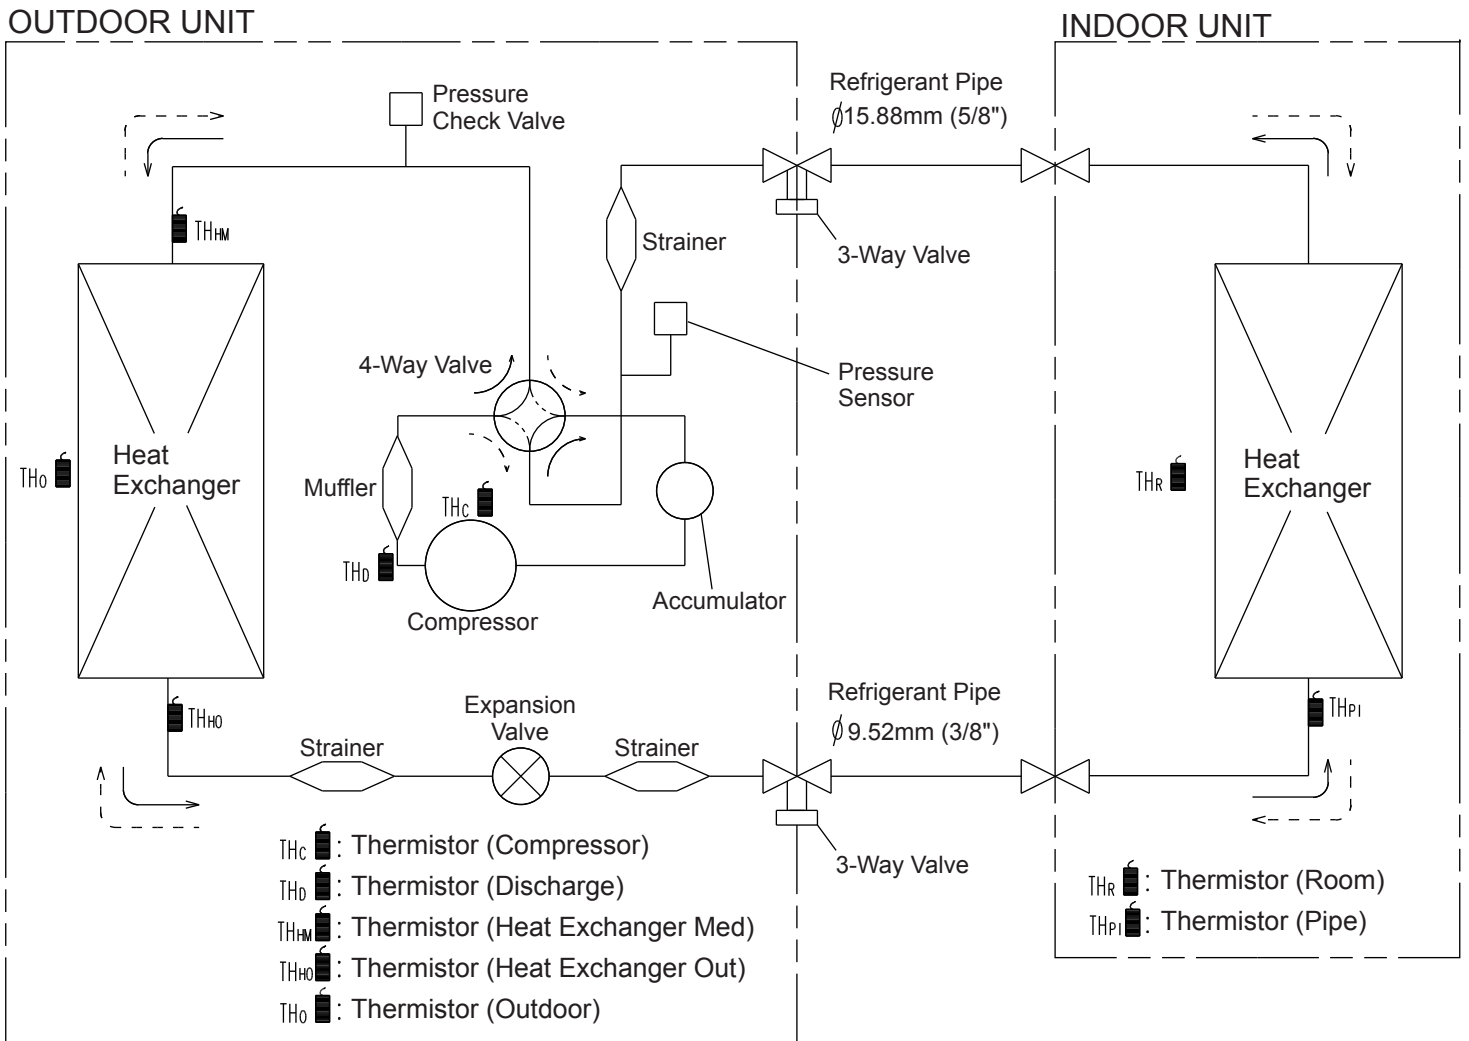 OUTDOOR UNIT
INDOOR UNIT
Pressure
Check Valve
Refrigerant Pipe
ϕ15.88mm (5/8")
THHM
Strainer
3-Way Valve
4-Way Valve
Pressure
Sensor
Heat
Exchanger
THO
Muffler
THC
THD
Compressor
Accumulator
Heat
Exchanger
THR
THHO
Expansion
Valve
Strainer
Strainer
Refrigerant Pipe
ϕ9.52mm (3/8")
THPI
3-Way Valve
THC : Thermistor (Compressor)
THD : Thermistor (Discharge)
THHM : Thermistor (Heat Exchanger Med)
THHO : Thermistor (Heat Exchanger Out)
THO : Thermistor (Outdoor)
THR : Thermistor (Room)
THPI : Thermistor (Pipe)